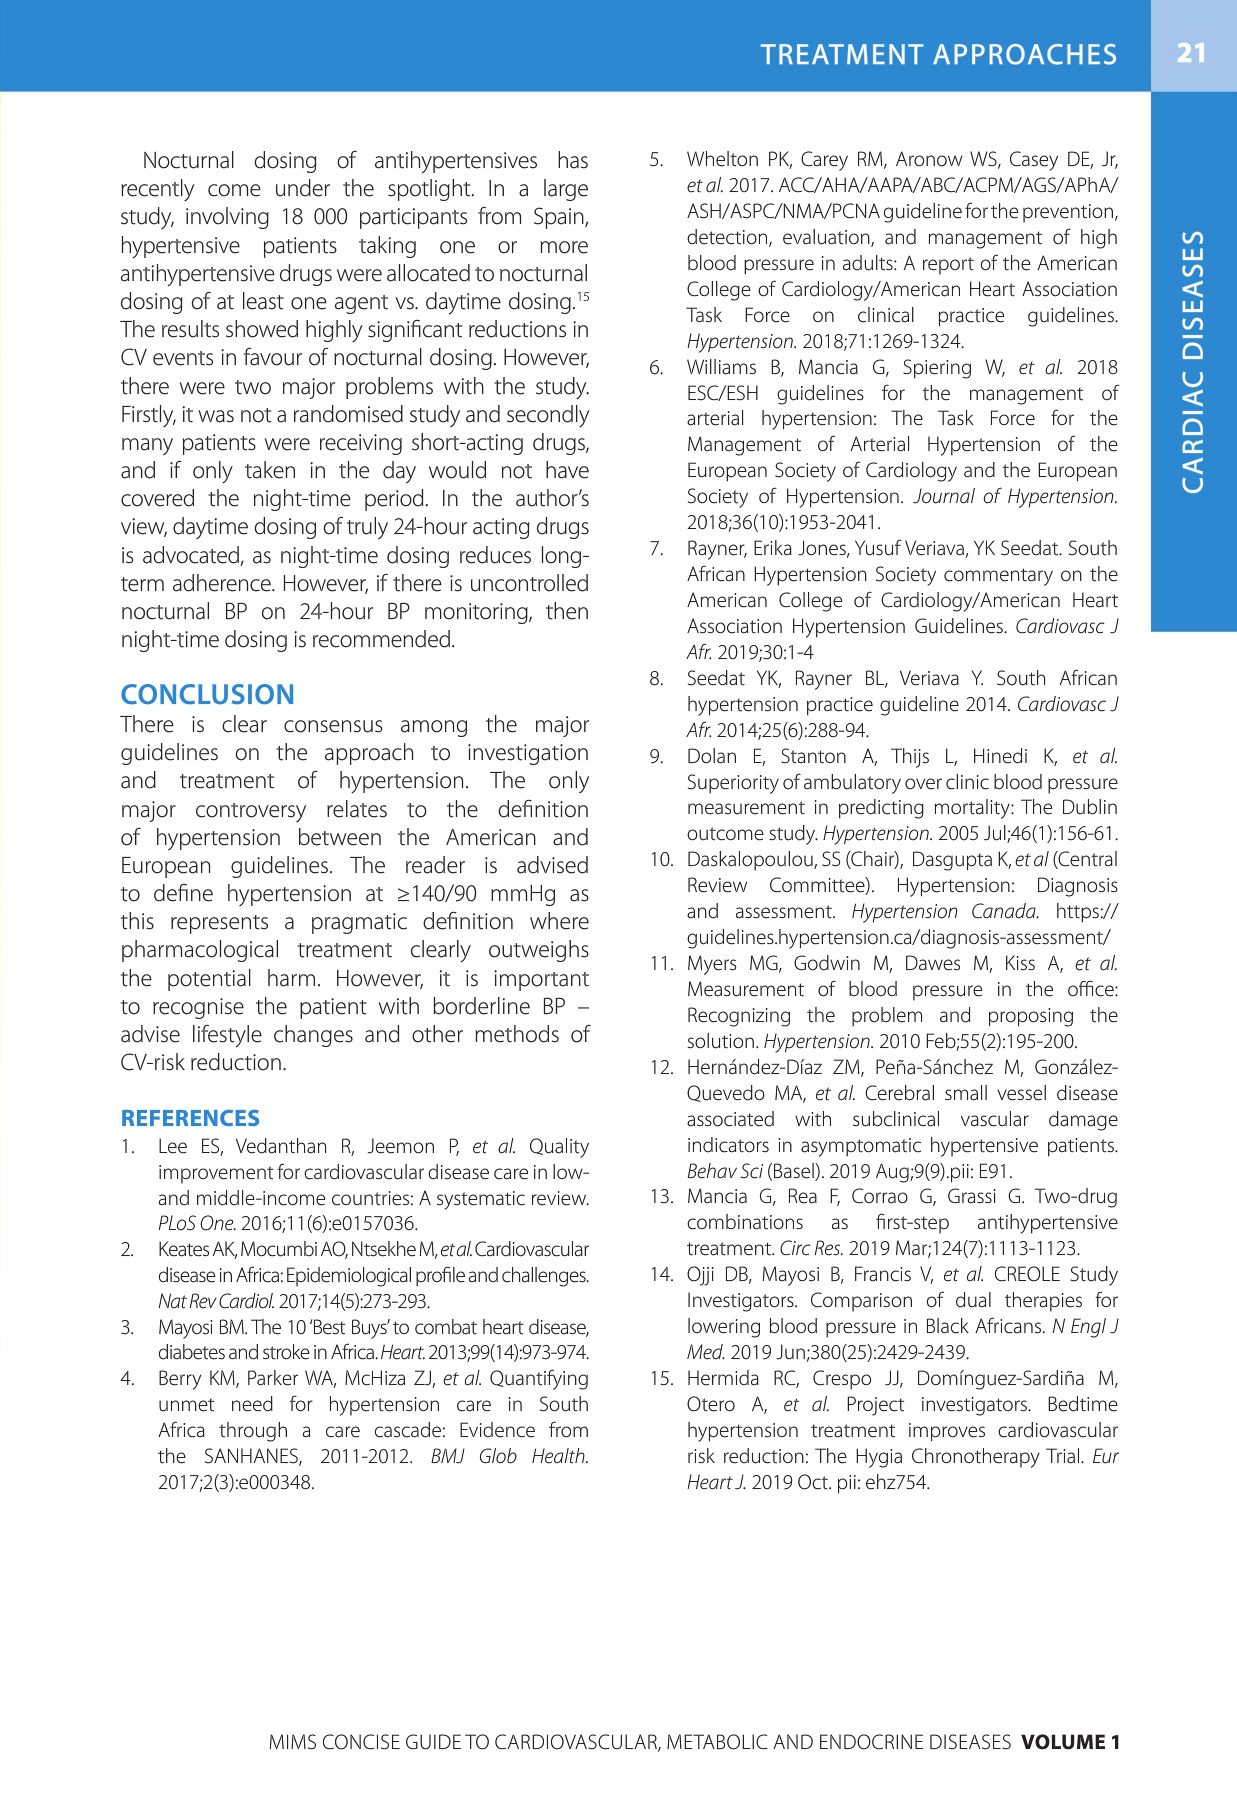 TREATMENT APPROACHES
21
CARDIAC DISEASES
Nocturnal dosing of antihypertensives has
recently come under the spotlight. In a large
study, involving 18 000 participants from Spain,
hypertensive patients taking one or more
antihypertensive drugs were allocated to nocturnal
dosing of at least one agent vs. daytime dosing.15
The results showed highly significant reductions in
CV events in favour of nocturnal dosing. However,
there were two major problems with the study.
Firstly, it was not a randomised study and secondly
many patients were receiving short-acting drugs,
and if only taken in the day would not have
covered the night-time period. In the author's
view, daytime dosing of truly 24-hour acting drugs
is advocated, as night-time dosing reduces long-
term adherence. However, if there is uncontrolled
nocturnal BP on 24-hour BP monitoring, then
night-time dosing is recommended.
CONCLUSION
There is clear consensus among the major
guidelines on the approach to investigation
and treatment of hypertension. The only
major controversy relates to the definition
of hypertension between the American and
European guidelines. The reader is advised
to define hypertension at ≥140/90 mmHg as
this represents a pragmatic definition where
pharmacological treatment clearly outweighs
the potential harm. However, it is important
to recognise the patient with borderline BP –
advise lifestyle changes and other methods of
CV-risk reduction.
REFERENCES
1. Lee ES, Vedanthan R, Jeemon P, et al. Quality
improvement for cardiovascular disease care in low-
and middle-income countries: A systematic review.
PLoS One. 2016;11(6):e0157036.
2. Keates AK, Mocumbi AO, Ntsekhe M, et al. Cardiovascular
disease in Africa: Epidemiological profile and challenges.
Nat Rev Cardiol. 2017;14(5):273-293.
3. Mayosi BM. The 10 ‘Best Buys’ to combat heart disease,
diabetes and stroke in Africa. Heart. 2013;99(14):973-974.
4. Berry KM, Parker WA, McHiza ZJ, et al. Quantifying
unmet need for hypertension care in South
Africa through a care cascade: Evidence from
the SANHANES, 2011-2012. BMJ Glob Health.
2017;2(3):e000348.
5. Whelton PK, Carey RM, Aronow WS, Casey DE, Jr,
et al. 2017. ACC/AHA/AAPA/ABC/ACPM/AGS/APhA/
ASH/ASPC/NMA/PCNA guideline for the prevention,
detection, evaluation, and management of high
blood pressure in adults: A report of the American
College of Cardiology/American Heart Association
Task Force on clinical practice guidelines.
Hypertension. 2018;71:1269-1324.
6. Williams B, Mancia G, Spiering W, et al. 2018
ESC/ESH guidelines for the management of
arterial hypertension: The Task Force for the
Management of Arterial Hypertension of the
European Society of Cardiology and the European
Society of Hypertension. Journal of Hypertension.
2018;36(10):1953-2041.
7. Rayner, Erika Jones, Yusuf Veriava, YK Seedat. South
African Hypertension Society commentary on the
American College of Cardiology/American Heart
Association Hypertension Guidelines. Cardiovasc J
Afr. 2019;30:1-4
8. Seedat YK, Rayner BL, Veriava Y. South African
hypertension practice guideline 2014. Cardiovasc J
Afr. 2014;25(6):288-94.
9. Dolan E, Stanton A, Thijs L, Hinedi K, et al.
Superiority of ambulatory over clinic blood pressure
measurement in predicting mortality: The Dublin
outcome study. Hypertension. 2005 Jul;46(1):156-61.
10. Daskalopoulou, SS (Chair), Dasgupta K, et al (Central
Review Committee). Hypertension: Diagnosis
and assessment. Hypertension Canada. https://
guidelines.hypertension.ca/diagnosis-assessment/
11. Myers MG, Godwin M, Dawes M, Kiss A, et al.
Measurement of blood pressure in the office:
Recognizing the problem and proposing the
solution. Hypertension. 2010 Feb;55(2):195-200.
12. Hernández-Díaz ZM, Peña-Sánchez M, González-
Quevedo MA, et al. Cerebral small vessel disease
associated with subclinical vascular damage
indicators in asymptomatic hypertensive patients.
Behav Sci (Basel). 2019 Aug;9(9).pii: E91.
13. Mancia G, Rea F, Corrao G, Grassi G. Two-drug
combinations as first-step antihypertensive
treatment. Circ Res. 2019 Mar;124(7):1113-1123.
14. Ojji DB, Mayosi B, Francis V, et al. CREOLE Study
Investigators. Comparison of dual therapies for
lowering blood pressure in Black Africans. N Engl J
Med. 2019 Jun;380(25):2429-2439.
15. Hermida RC, Crespo JJ, Domínguez-Sardiña M,
Otero A, et al. Project investigators. Bedtime
hypertension treatment improves cardiovascular
risk reduction: The Hygia Chronotherapy Trial. Eur
Heart J. 2019 Oct. pii: ehz754.
MIMS CONCISE GUIDE TO CARDIOVASCULAR, METABOLIC AND ENDOCRINE DISEASES VOLUME 1